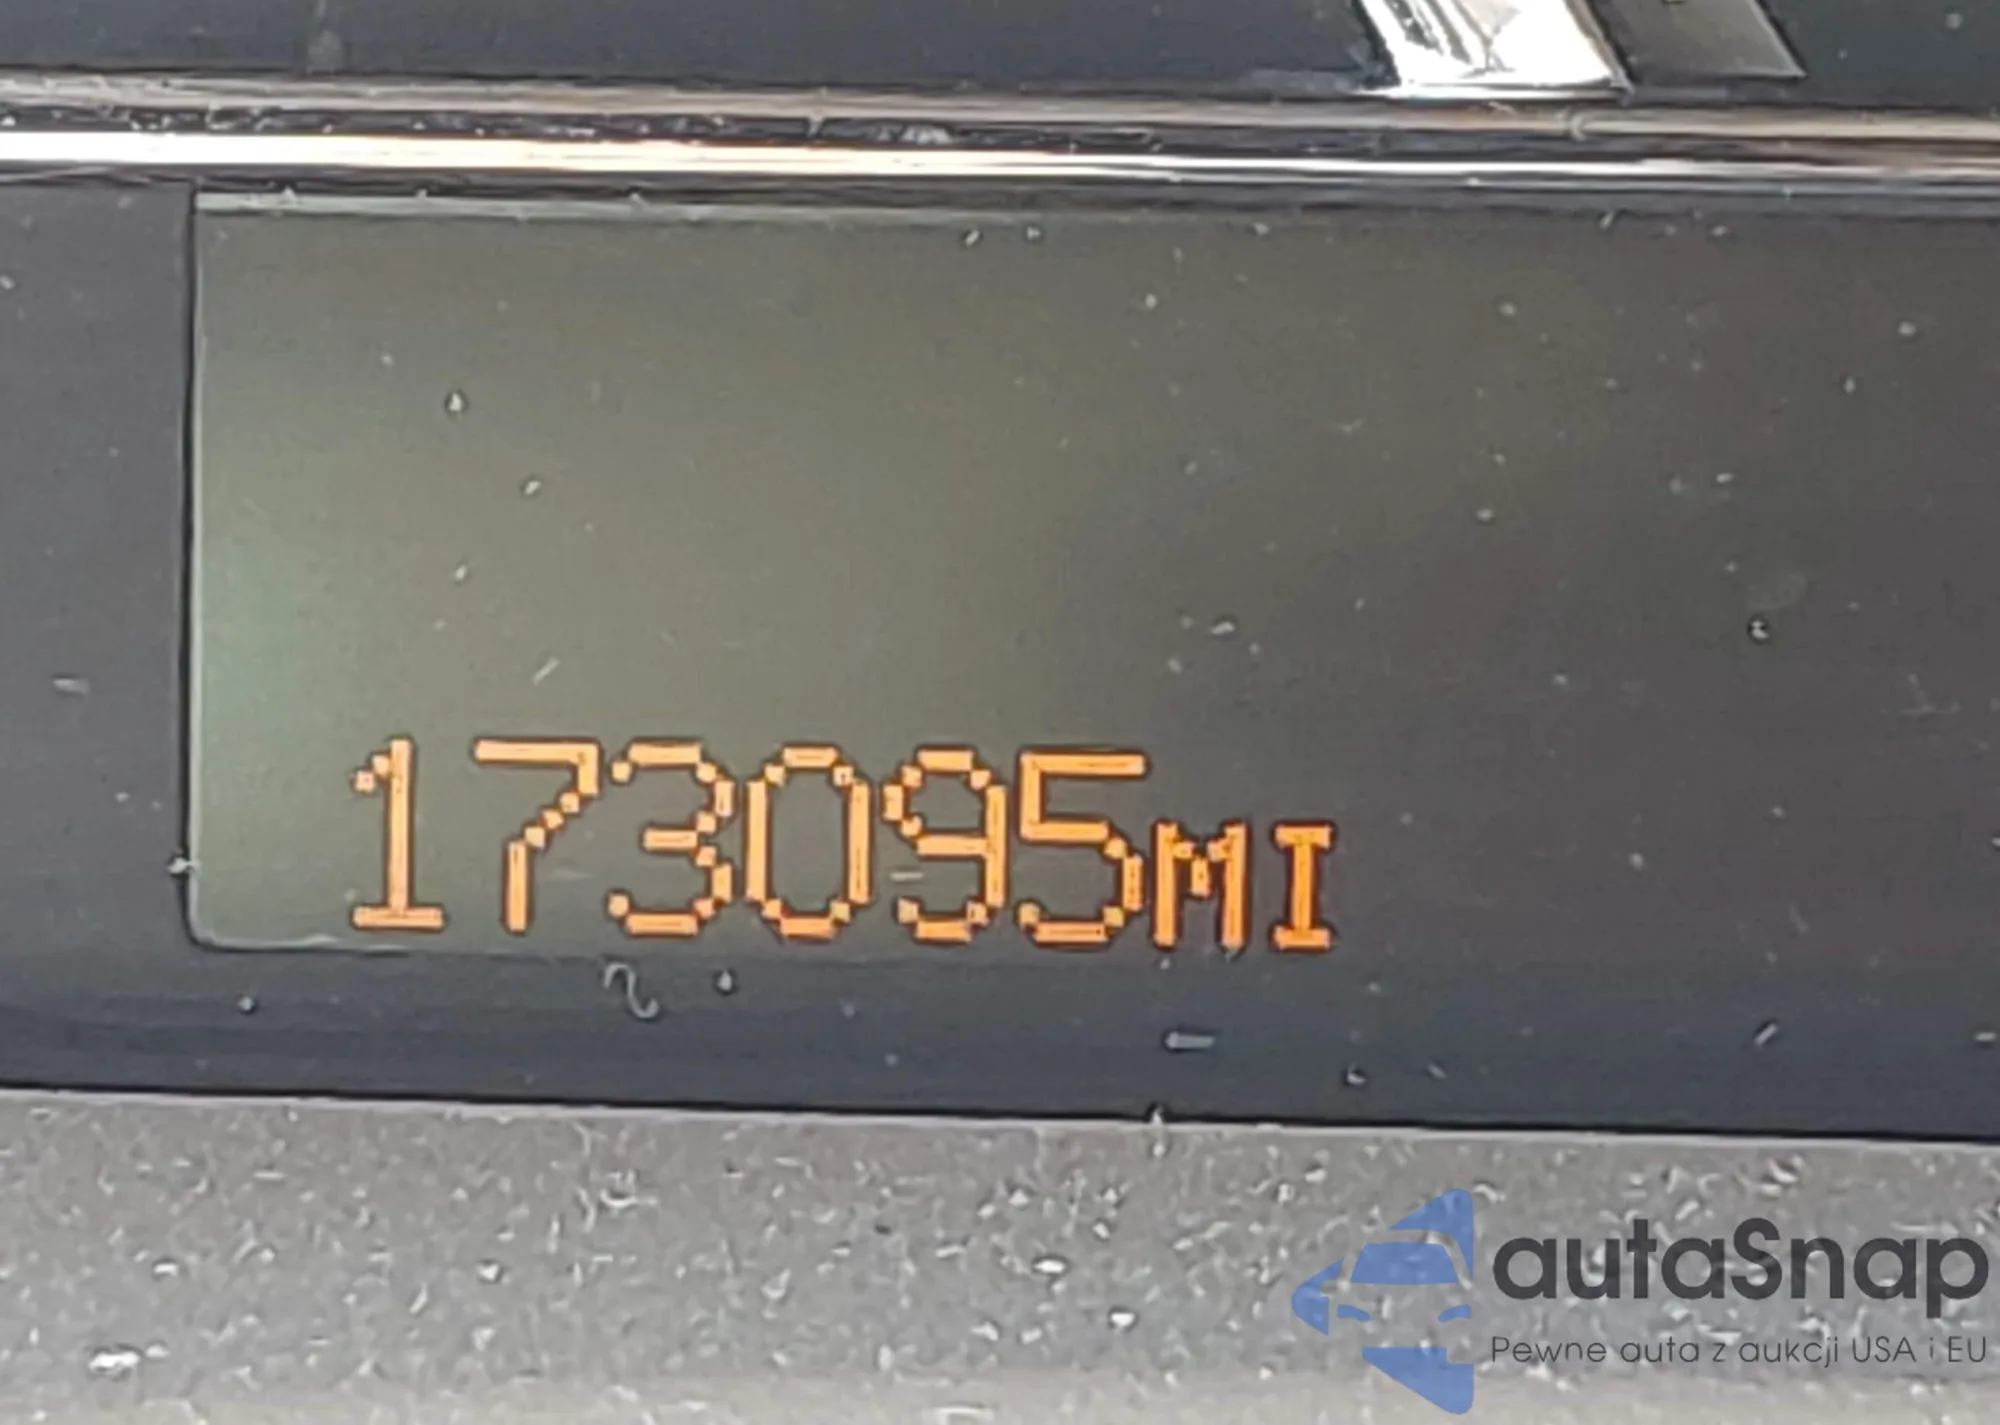 173095MI
autaSnap
Pewne auta z aukcji USA i EU